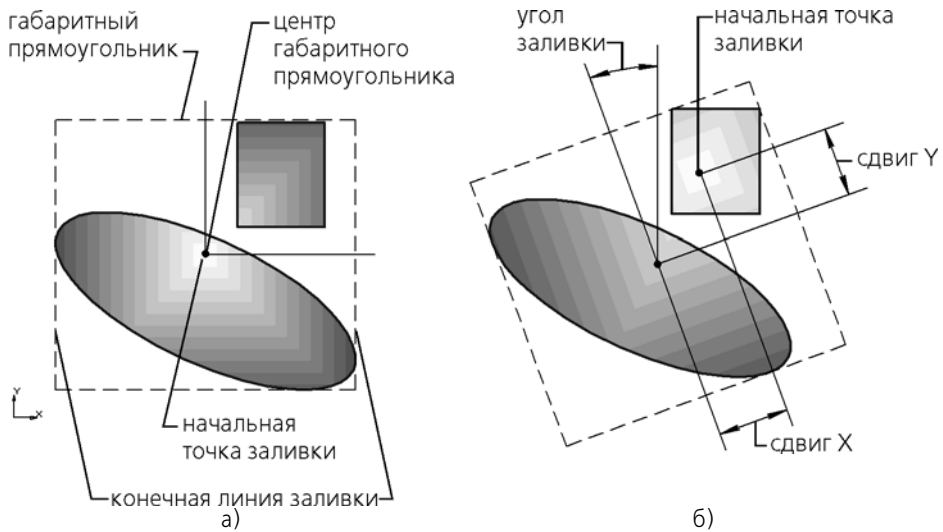 габаритный
прямоугольник
центр
габаритного
прямоугольника
Y
X
начальная
точка заливки
конечная линия заливки
а)
угол
заливки
начальная точка
заливки
сдвиг Y
сдвиг X
б)